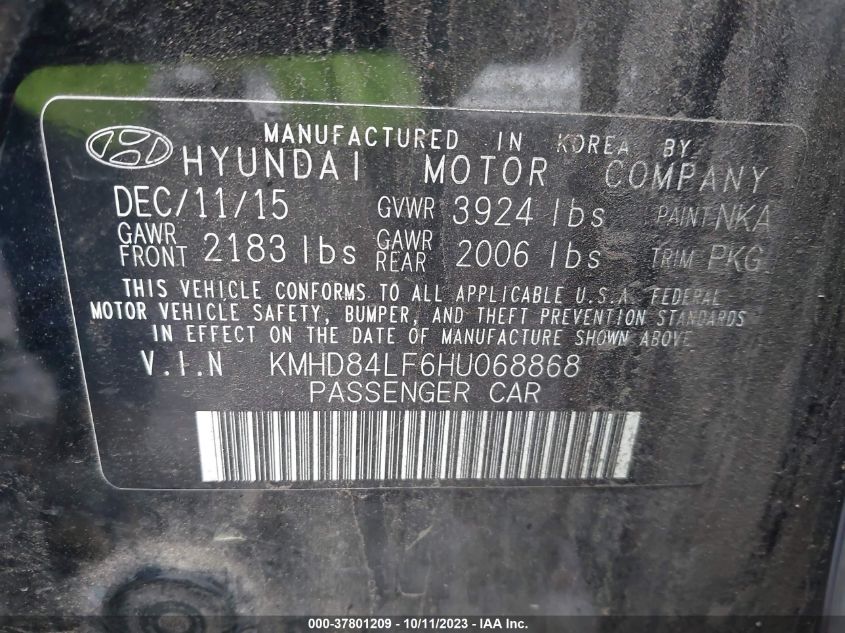 MANUFACTURED IN KOREA BY
HYUNDAI MOTOR COMPANY
DEC/11/15 GVWR 3924 lbs PAINT NKA
GAWR FRONT 2183 lbs GAWR REAR 2006 lbs TRIM PKG
THIS VEHICLE CONFORMS TO ALL APPLICABLE U.S.A. FEDERAL
MOTOR VEHICLE SAFETY, BUMPER, AND THEFT PREVENTION STANDARDS
IN EFFECT ON THE DATE OF MANUFACTURE SHOWN ABOVE
V.I.N KMHD84LF6HU068868
PASSENGER CAR
000-37801209 - 10/11/2023 - IAA Inc.